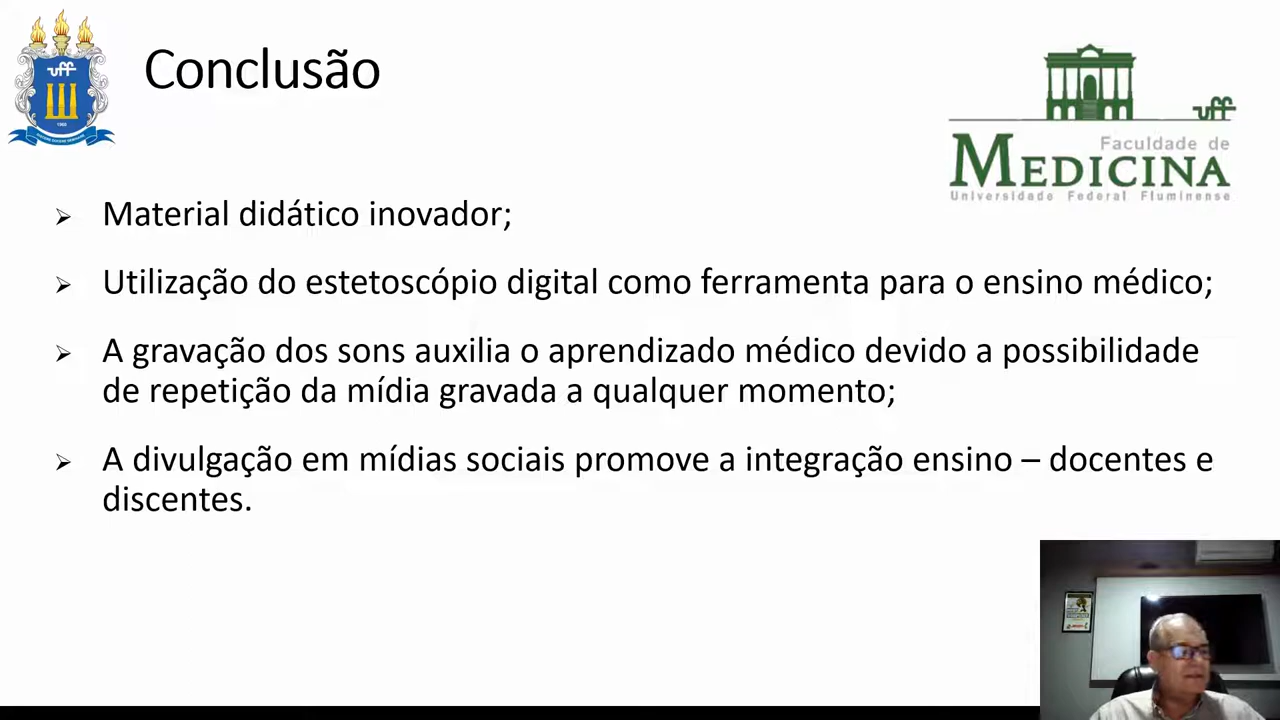 uff
Conclusão
uff
Faculdade de
MEDICINA
Universidade Federal Fluminense
Material didático inovador;
Utilização do estetoscópio digital como ferramenta para o ensino médico;
A gravação dos sons auxilia o aprendizado médico devido a possibilidade
de repetição da mídia gravada a qualquer momento;
A divulgação em mídias sociais promove a integração ensino – docentes e
discentes.